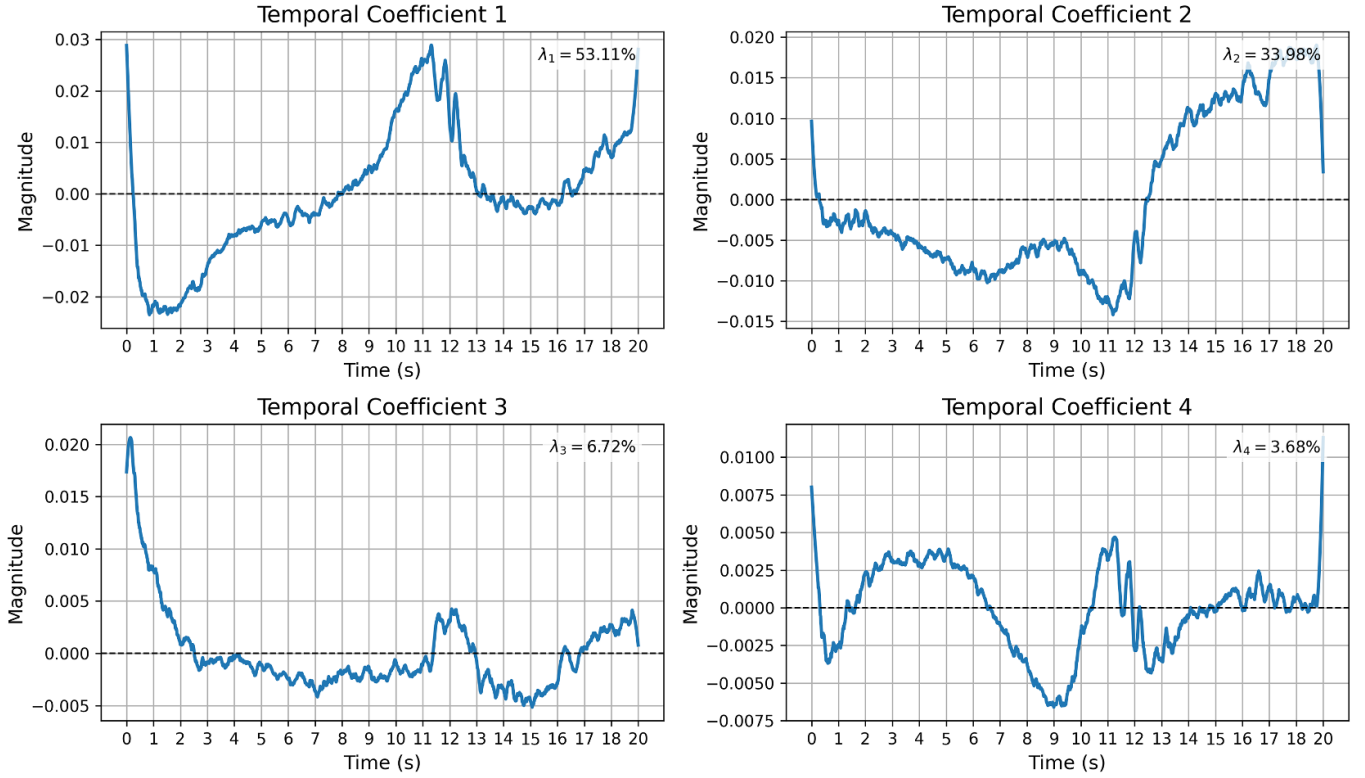 Temporal Coefficient 1
λ₁ = 53.11%
Magnitude
0.03
0.02
0.01
0.00
−0.01
−0.02
0 1 2 3 4 5 6 7 8 9 10 11 12 13 14 15 16 17 18 19 20
Time (s)
Temporal Coefficient 2
λ₂ = 33.98%
Magnitude
0.020
0.015
0.010
0.005
0.000
−0.005
−0.010
−0.015
0 1 2 3 4 5 6 7 8 9 10 11 12 13 14 15 16 17 18 19 20
Time (s)
Temporal Coefficient 3
λ₃ = 6.72%
Magnitude
0.020
0.015
0.010
0.005
0.000
−0.005
0 1 2 3 4 5 6 7 8 9 10 11 12 13 14 15 16 17 18 19 20
Time (s)
Temporal Coefficient 4
λ₄ = 3.68%
Magnitude
0.0100
0.0075
0.0050
0.0025
0.0000
−0.0025
−0.0050
−0.0075
0 1 2 3 4 5 6 7 8 9 10 11 12 13 14 15 16 17 18 19 20
Time (s)